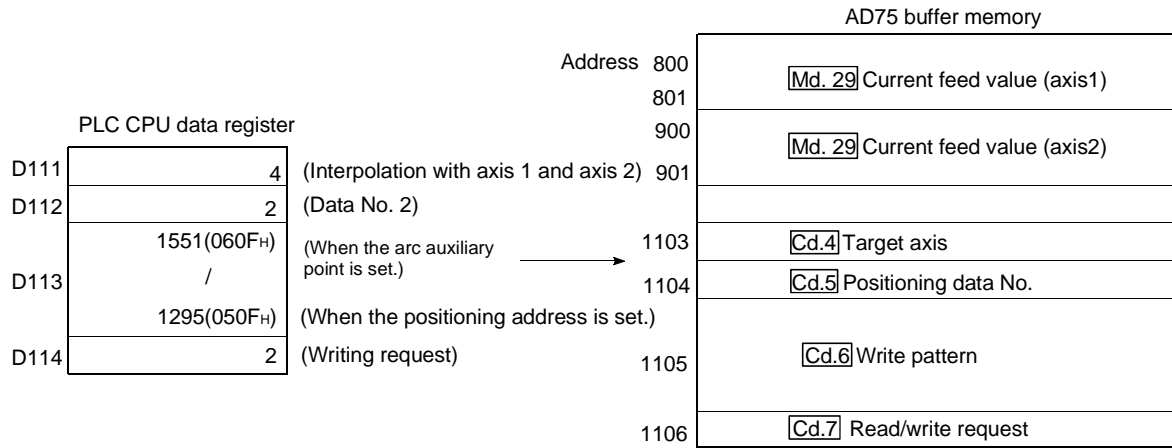 AD75 buffer memory
Address 800
Md. 29 Current feed value (axis1)
801
PLC CPU data register
900
Md. 29 Current feed value (axis2)
D111 4 (Interpolation with axis 1 and axis 2) 901
D112 2 (Data No. 2)
1551(060FH) (When the arc auxiliary
point is set.)
1103 Cd.4 Target axis
D113 /
1104 Cd.5 Positioning data No.
1295(050FH) (When the positioning address is set.)
D114 2 (Writing request)
1105 Cd.6 Write pattern
1106 Cd.7 Read/write request